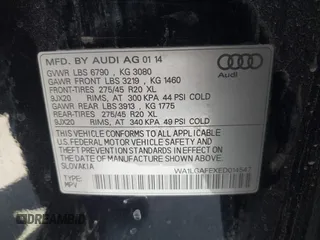 MFD. BY AUDI AG 01 14
GVWR LBS 6790 , KG 3080
GAWR FRONT LBS 3219 , KG 1460
FRONT-TIRES 275/45 R20 XL
9JX20 RIMS, AT 300 KPA 44 PSI COLD
GAWR REAR LBS 3913 , KG 1775
REAR-TIRES 275/45 R20 XL
9JX20 RIMS, AT 340 KPA 49 PSI COLD
THIS VEHICLE CONFORMS TO ALL APPLICABLE
U.S. FEDERAL MOTOR VEHICLE SAFETY
AND THEFT PREVENTION STANDARDS IN
EFFECT ON THE DATE OF MANUFACTURE
SHOWN ABOVE
SLOVAKIA
TYPE:
MPV
Audi